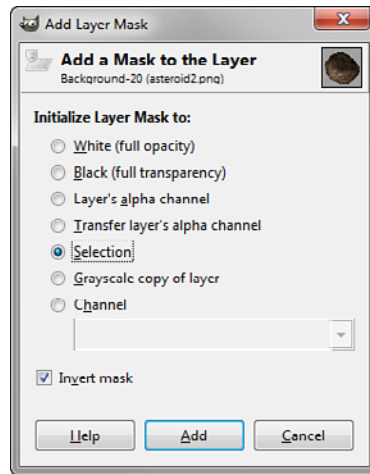 Add Layer Mask
Add a Mask to the Layer
Background-20 (asteroid2.png)
Initialize Layer Mask to:
White (full opacity)
Black (full transparency)
Layer's alpha channel
Transfer layer's alpha channel
Selection
Grayscale copy of layer
Channel
Invert mask
Help Add Cancel